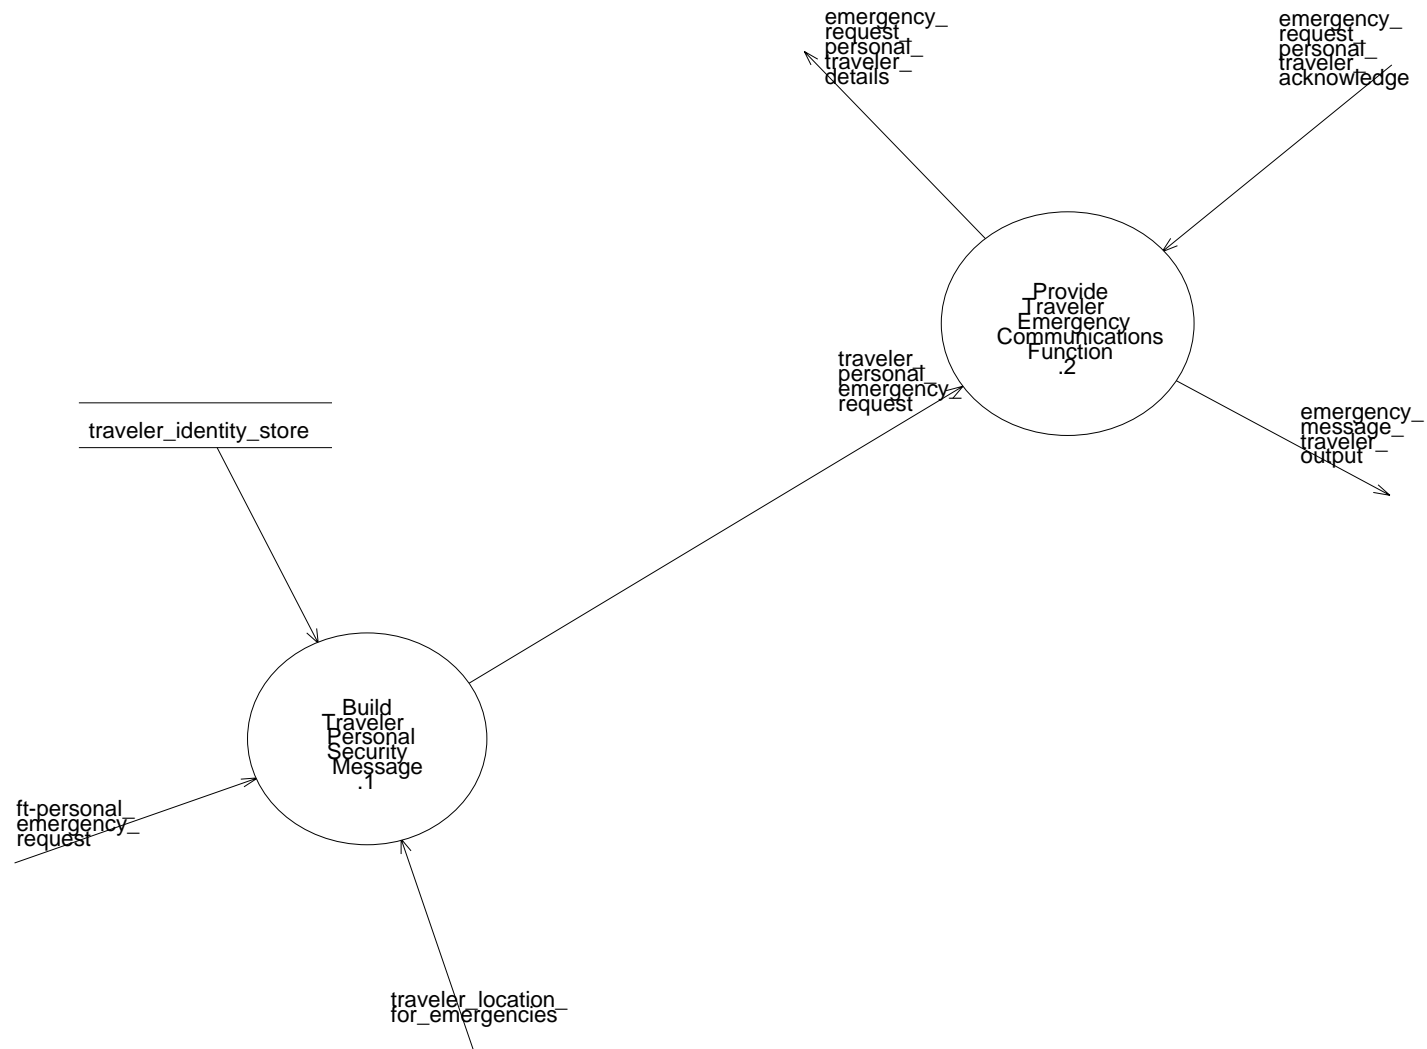 emergency_
request_
personal_
traveler_
details
emergency_
request_
personal_
traveler_
acknowledge
Provide
Traveler
Emergency
Communications
Function
.2
traveler_
personal_
emergency_
request
emergency_
message_
traveler_
output
traveler_identity_store
Build
Traveler
Personal
Security
Message
.1
ft-personal_
emergency_
request
traveler_location_
for_emergencies